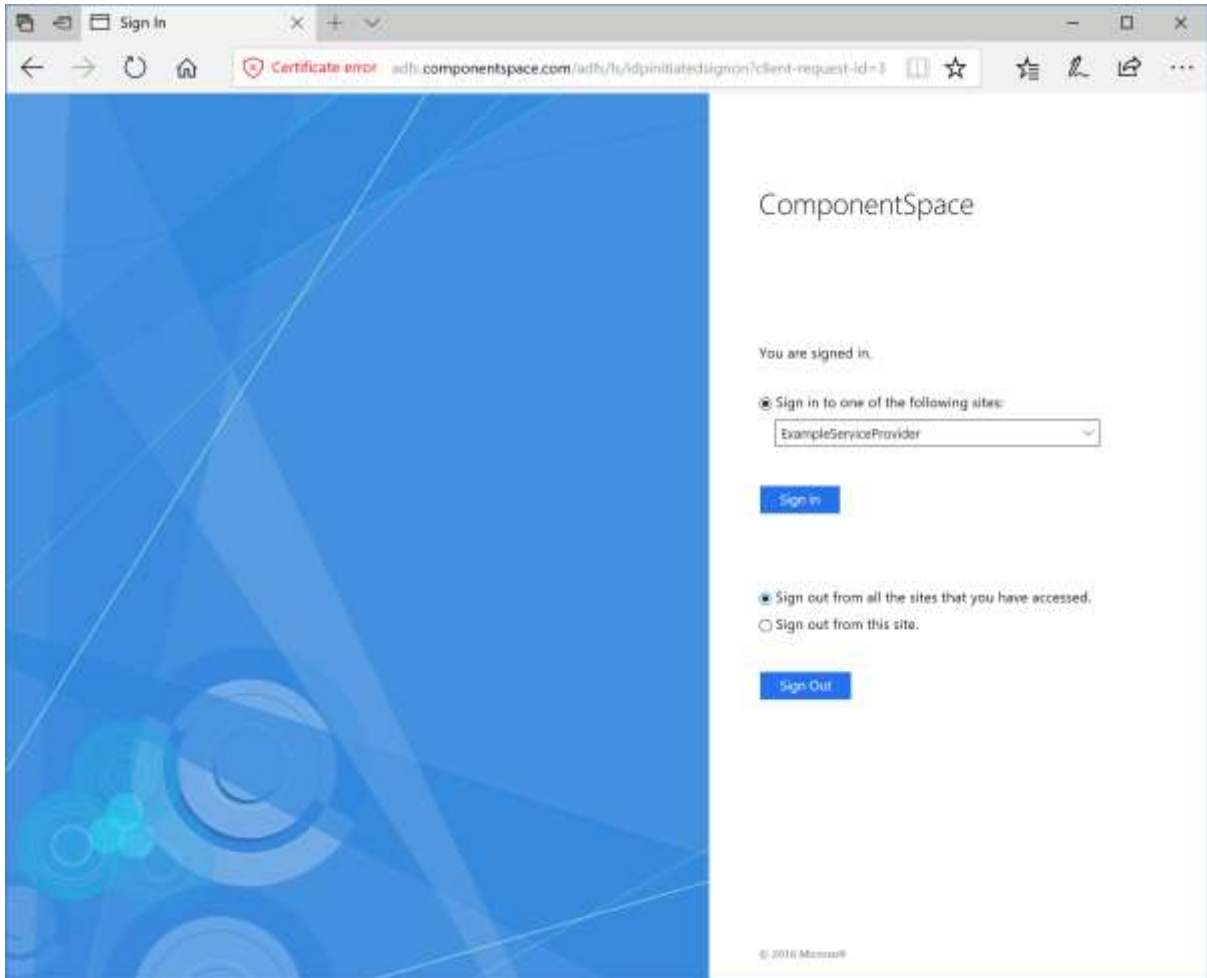 Sign In
Certificate error adfs.componentspace.com/adfs/ls/idpinitiatedsignon?client-request-id=3
ComponentSpace
You are signed in.
Sign in to one of the following sites:
ExampleServiceProvider
Sign in
Sign out from all the sites that you have accessed.
Sign out from this site.
Sign Out
© 2016 Microsoft